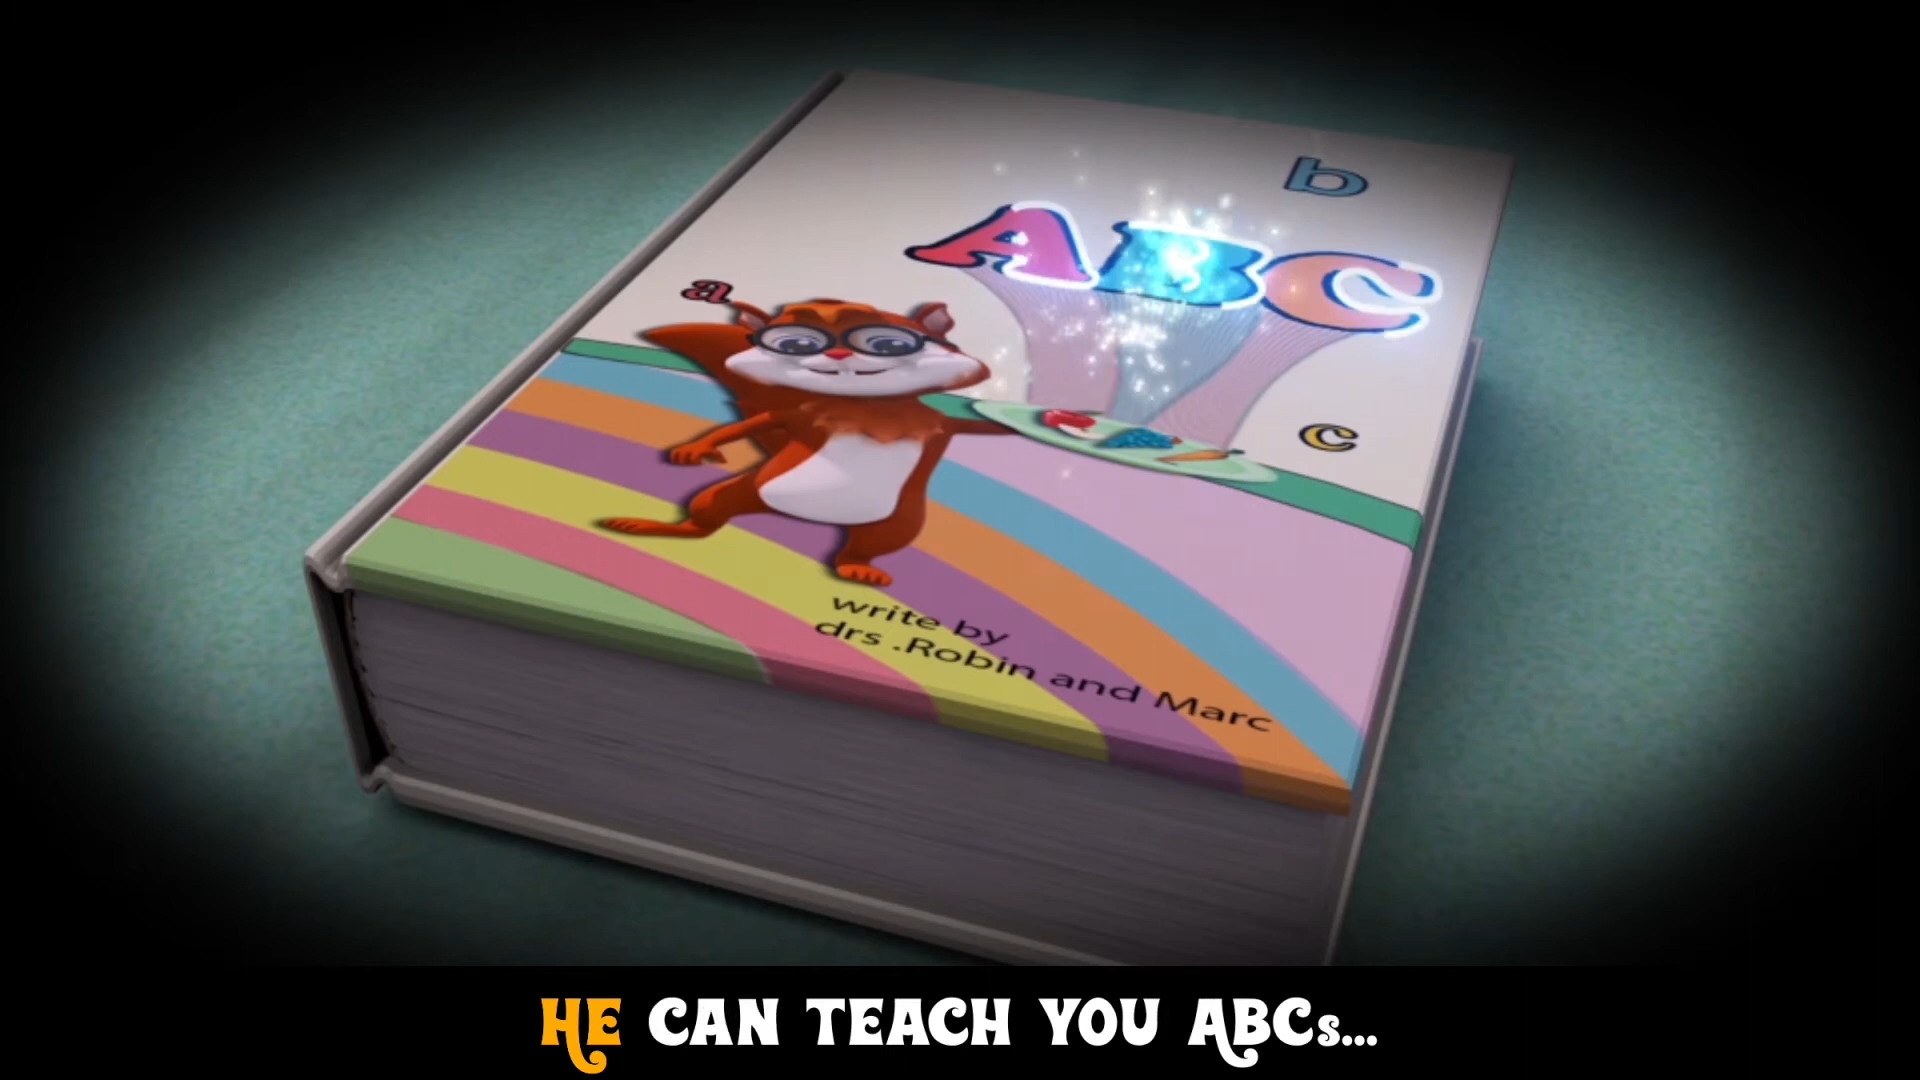 b
ABC
a
c
write by
drs .Robin and Marc
HE CAN TEACH YOU ABCs...